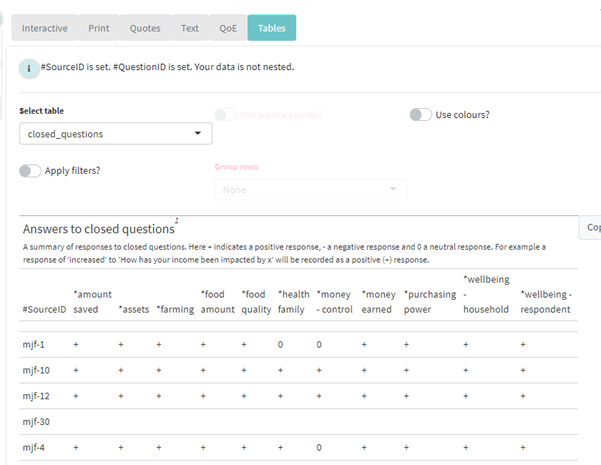 Interactive Print Quotes Text QoE Tables
i #SourceID is set. #QuestionID is set. Your data is not nested.
Select table
Use source counts? Use colours?
closed_questions
Apply filters? Group rows
None
Answers to closed questions 1
Cop
A summary of responses to closed questions. Here + indicates a positive response, - a negative response and 0 a neutral response. For example a
response of 'increased' to 'How has your income been impacted by x' will be recorded as a positive (+) response.
*wellbeing
*amount *food *food *health *money *money *purchasing - *wellbeing -
#SourceID saved *assets *farming amount quality family - control earned power household respondent
mjf-1 + + + + + 0 0 + + + +
mjf-10 + + + + + + + + + + +
mjf-12 + + + + + + + + + + +
mjf-30
mjf-4 + + + + + + 0 + + + +